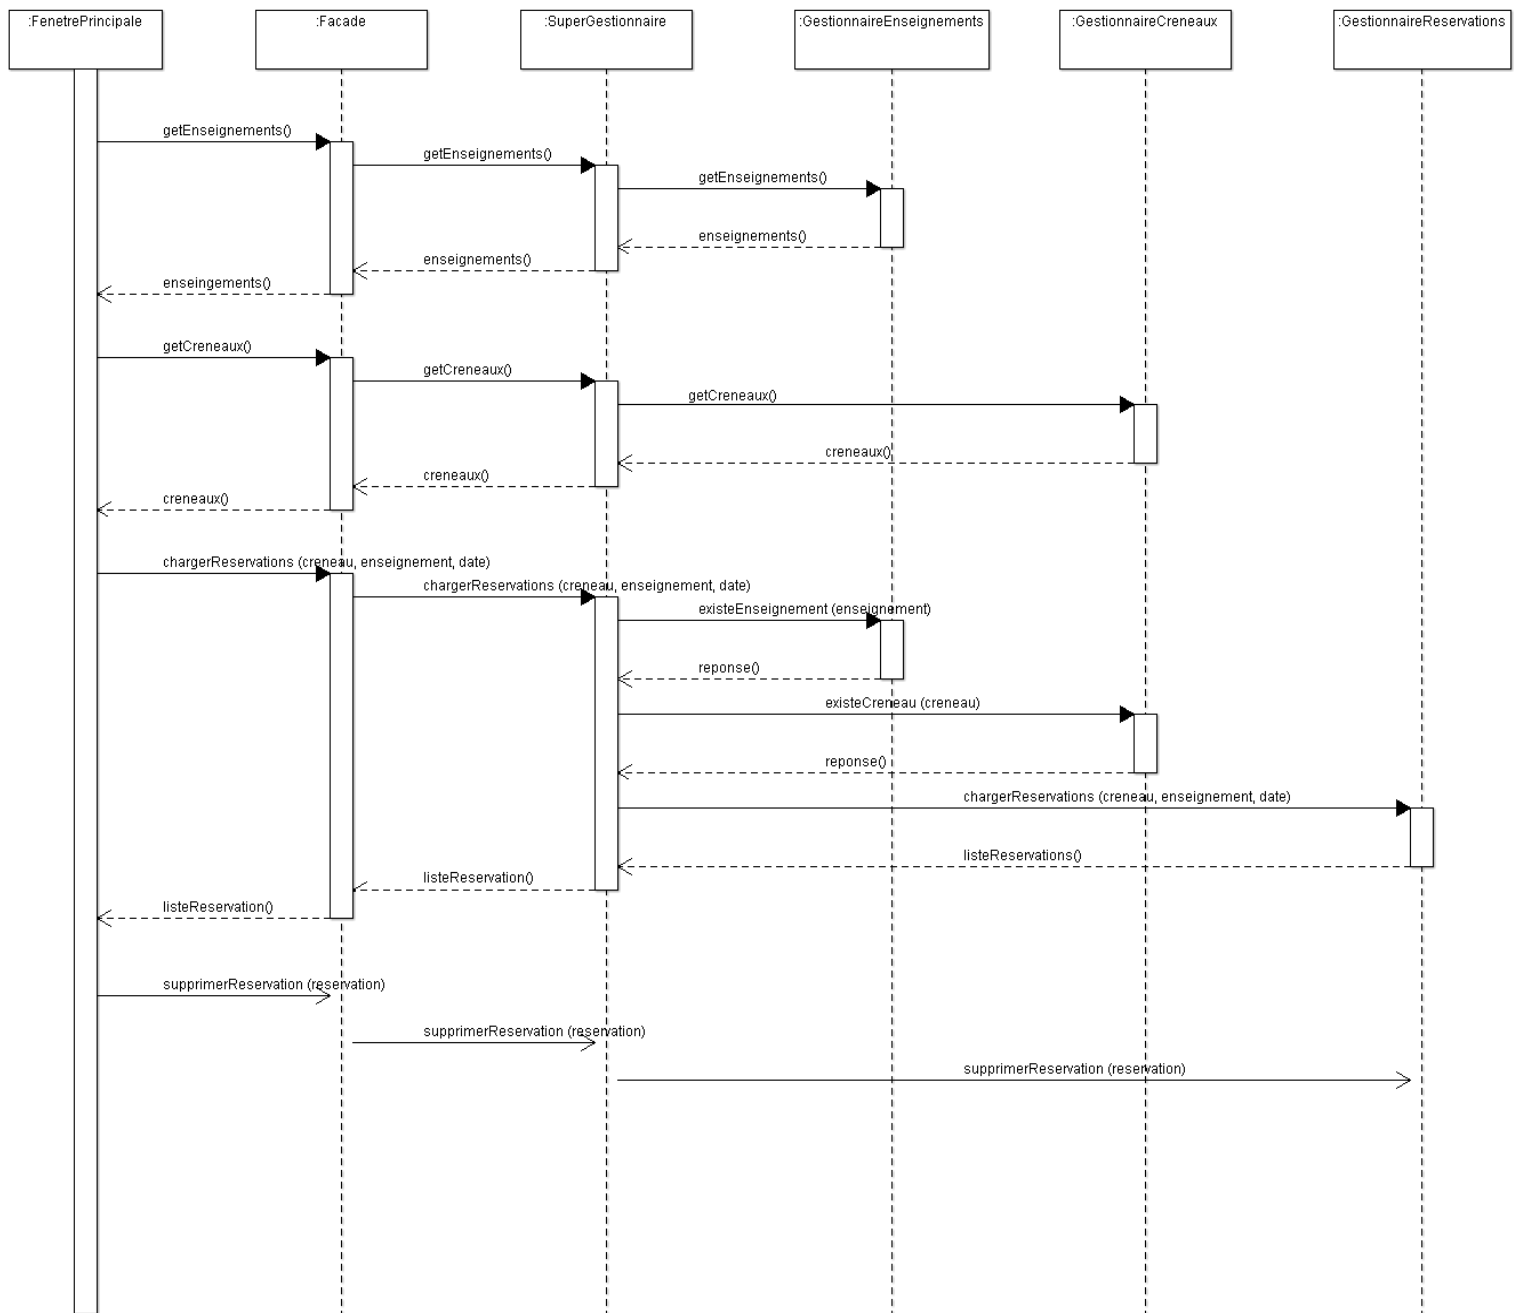 :FenetrePrincipale
:Facade
:SuperGestionnaire
:GestionnaireEnseignements
:GestionnaireCreneaux
:GestionnaireReservations
getEnseignements()
getEnseignements()
getEnseignements()
enseignements()
enseignements()
enseingements()
getCreneaux()
getCreneaux()
getCreneaux()
creneaux()
creneaux()
creneaux()
chargerReservations (creneau, enseignement, date)
chargerReservations (creneau, enseignement, date)
existeEnseignement (enseignement)
reponse()
existeCreneau (creneau)
reponse()
chargerReservations (creneau, enseignement, date)
listeReservations()
listeReservation()
listeReservation()
supprimerReservation (reservation)
supprimerReservation (reservation)
supprimerReservation (reservation)